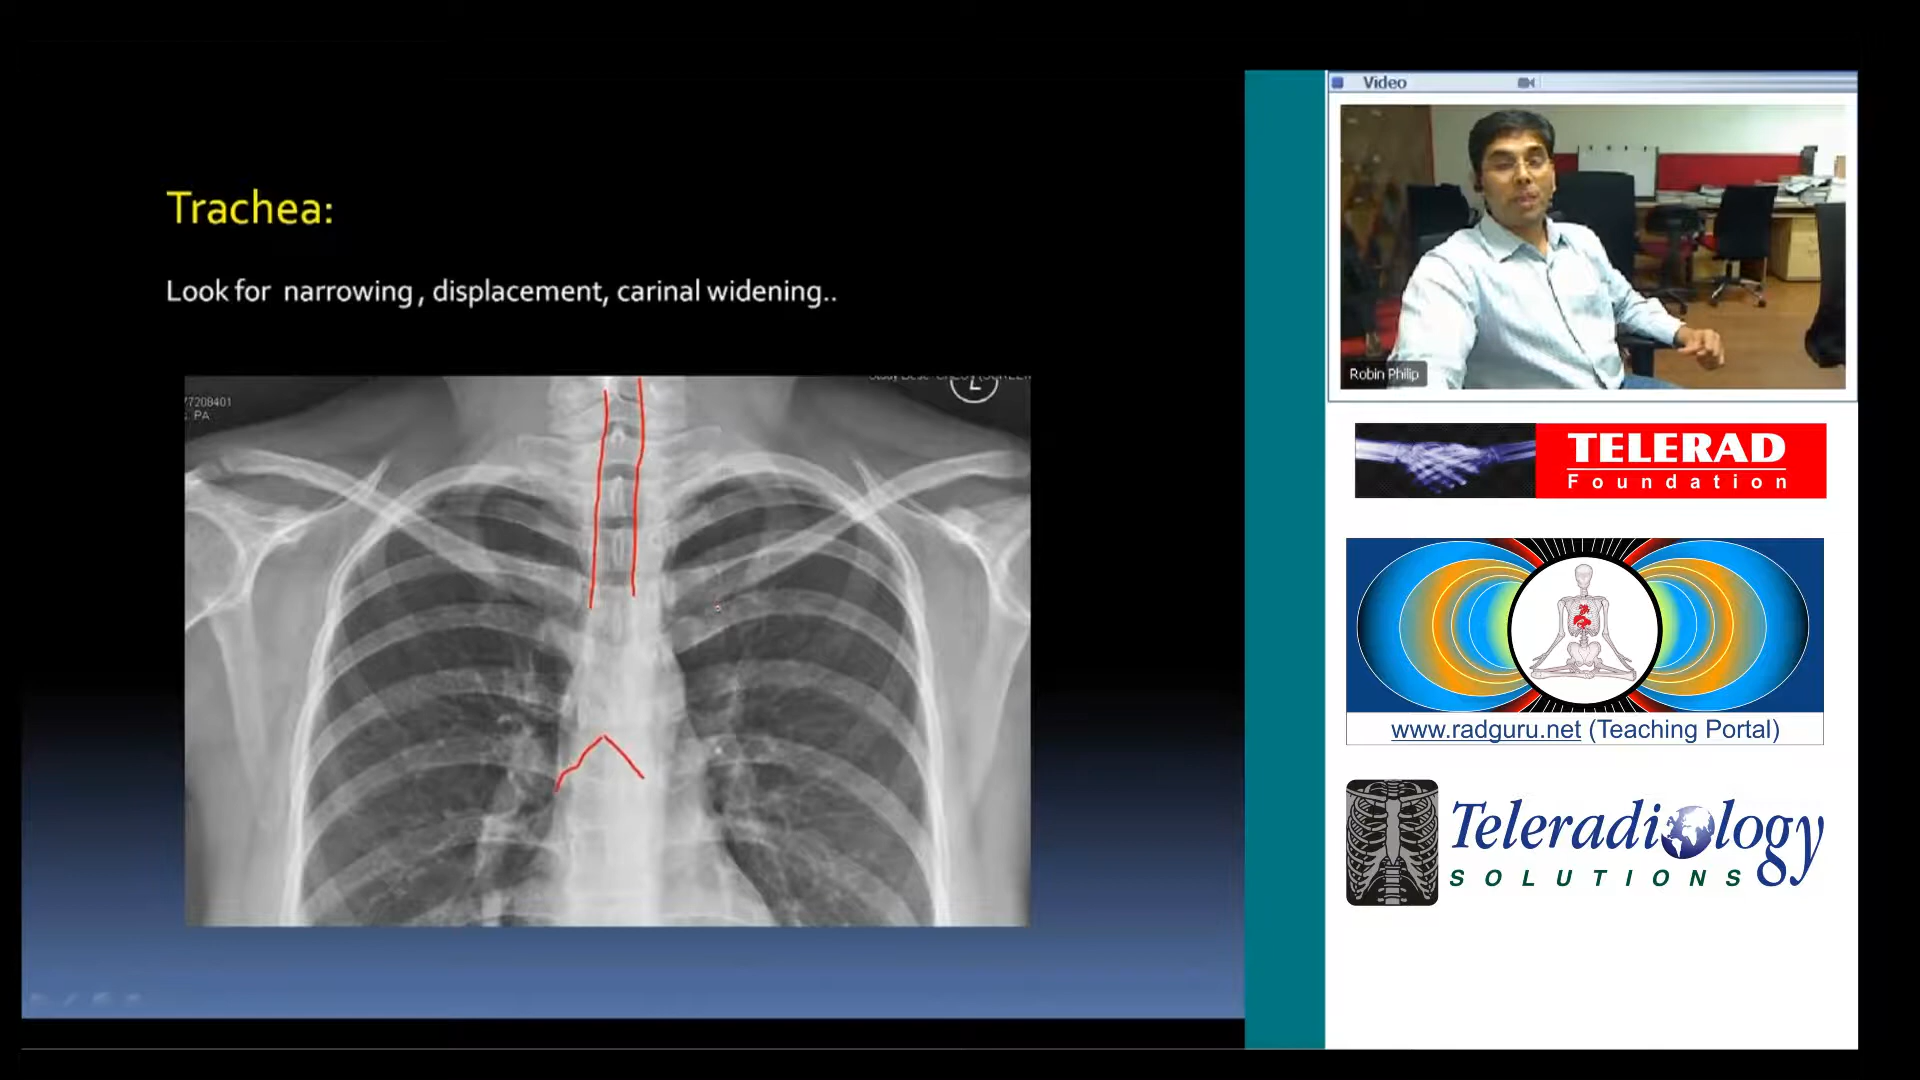 Trachea:
Look for narrowing, displacement, carinal widening..
77208401
PA
L
Video
Robin Philip
TELERAD
Foundation
www.radguru.net (Teaching Portal)
Teleradiology
SOLUTIONS